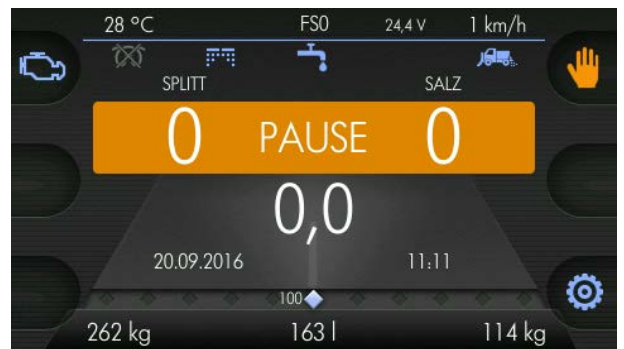 28 °C FS0 24,4 V 1 km/h
SPLITT SALZ
0 PAUSE 0
0,0
20.09.2016 11:11
100
262 kg 163 l 114 kg